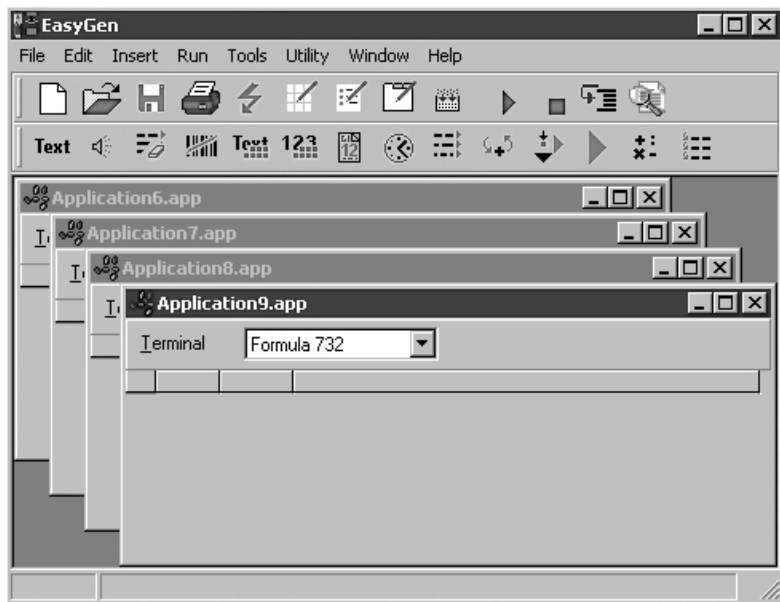 EasyGen
File Edit Insert Run Tools Utility Window Help
Text Text 123 12
Application6.app
Application7.app
Application8.app
Application9.app
Terminal Formula 732